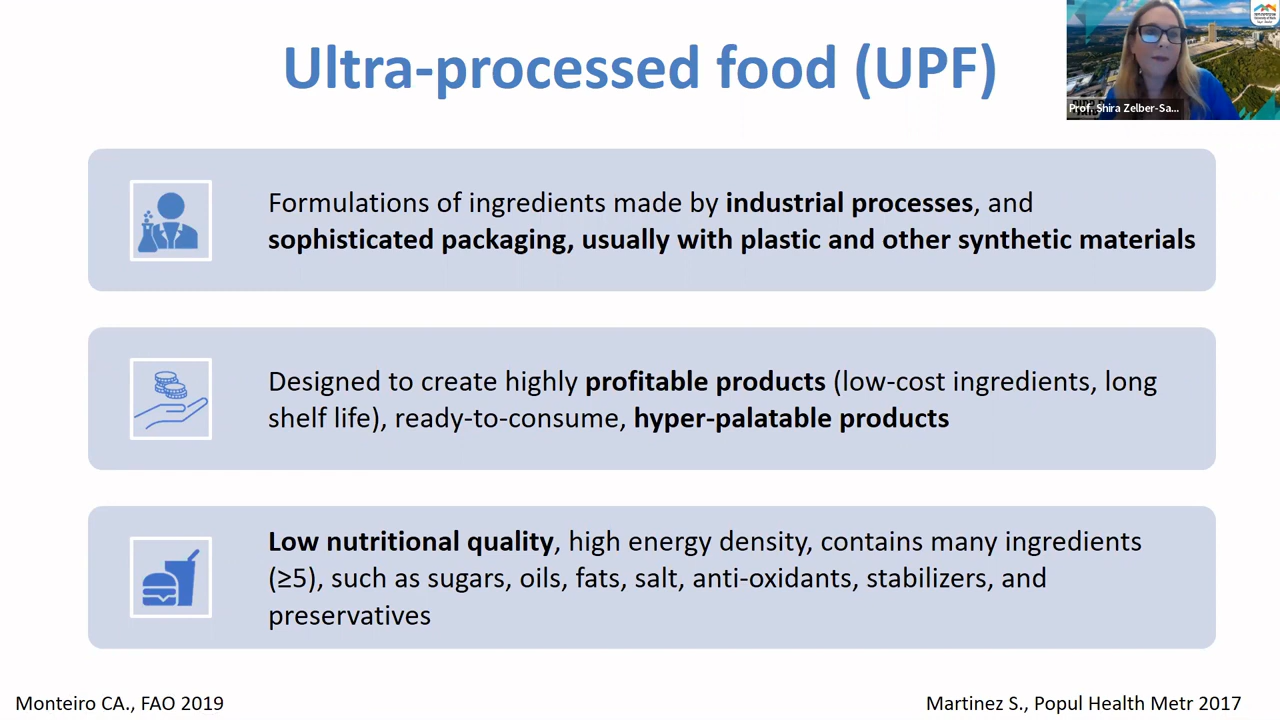 Ultra-processed food (UPF)
Prof. Shira Zelber-Sa...
Formulations of ingredients made by industrial processes, and
sophisticated packaging, usually with plastic and other synthetic materials
Designed to create highly profitable products (low-cost ingredients, long
shelf life), ready-to-consume, hyper-palatable products
Low nutritional quality, high energy density, contains many ingredients
(≥5), such as sugars, oils, fats, salt, anti-oxidants, stabilizers, and
preservatives
Monteiro CA., FAO 2019
Martinez S., Popul Health Metr 2017